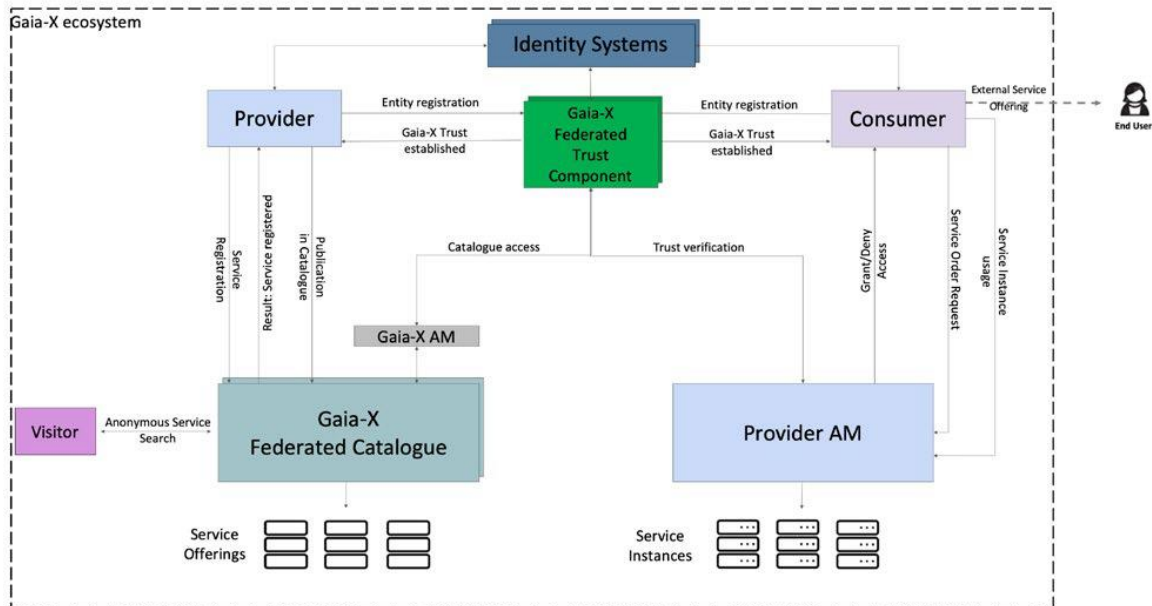 Gaia-X ecosystem
Identity Systems
Provider
Entity registration
Gaia-X Trust
established
Gaia-X
Federated
Trust
Component
Entity registration
Gaia-X Trust
established
Consumer
External Service
Offering
End User
Service
Registration
Result: Service registered
Publication
in Catalogue
Catalogue access
Trust verification
Grant/Deny
Access
Service Order Request
Service Instance
usage
Gaia-X AM
Visitor
Anonymous Service
Search
Gaia-X
Federated Catalogue
Provider AM
Service
Offerings
Service
Instances